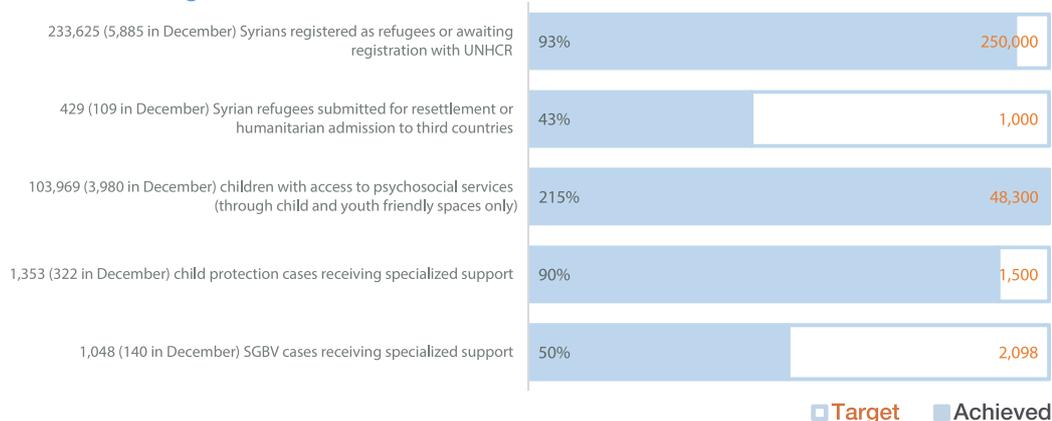 233,625 (5,885 in December) Syrians registered as refugees or awaiting
registration with UNHCR
93%
250,000
429 (109 in December) Syrian refugees submitted for resettlement or
humanitarian admission to third countries
43%
1,000
103,969 (3,980 in December) children with access to psychosocial services
(through child and youth friendly spaces only)
215%
48,300
1,353 (322 in December) child protection cases receiving specialized support
90%
1,500
1,048 (140 in December) SGBV cases receiving specialized support
50%
2,098
Target
Achieved